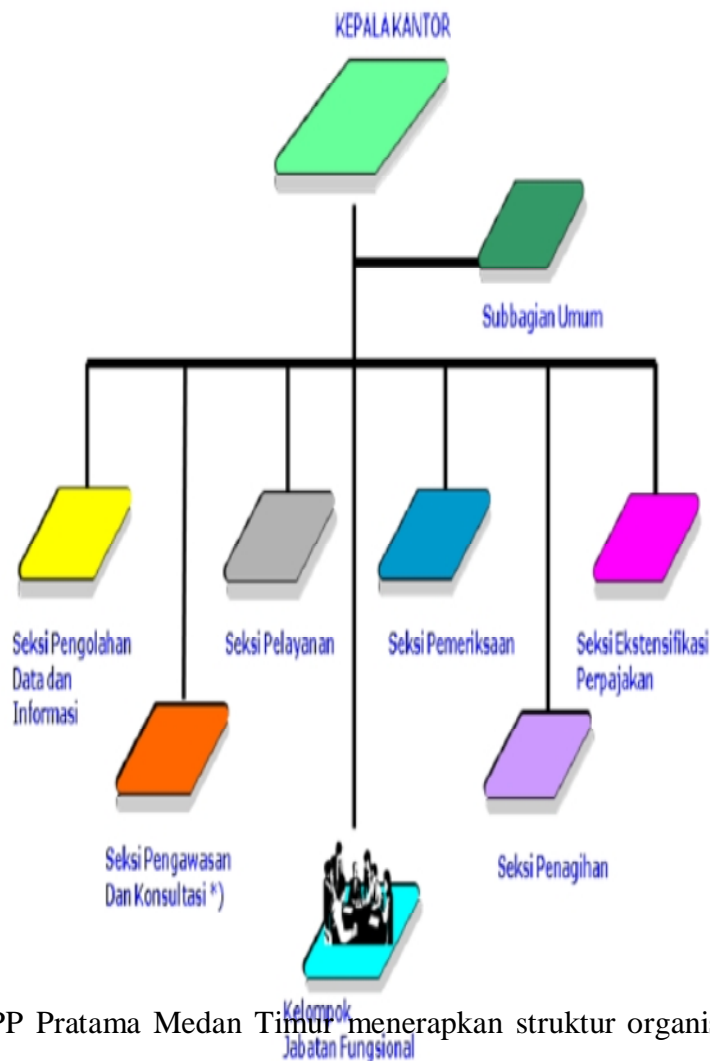 KEPALA KANTOR
Subbagian Umum
Seksi Pengolahan
Data dan
Informasi
Seksi Pelayanan
Seksi Pemeriksaan
Seksi Ekstensifikasi
Perpajakan
Seksi Pengawasan
Dan Konsultasi *)
Seksi Penagihan
Kelompok
Jabatan Fungsional
PP Pratama Medan Timur menerapkan struktur organis